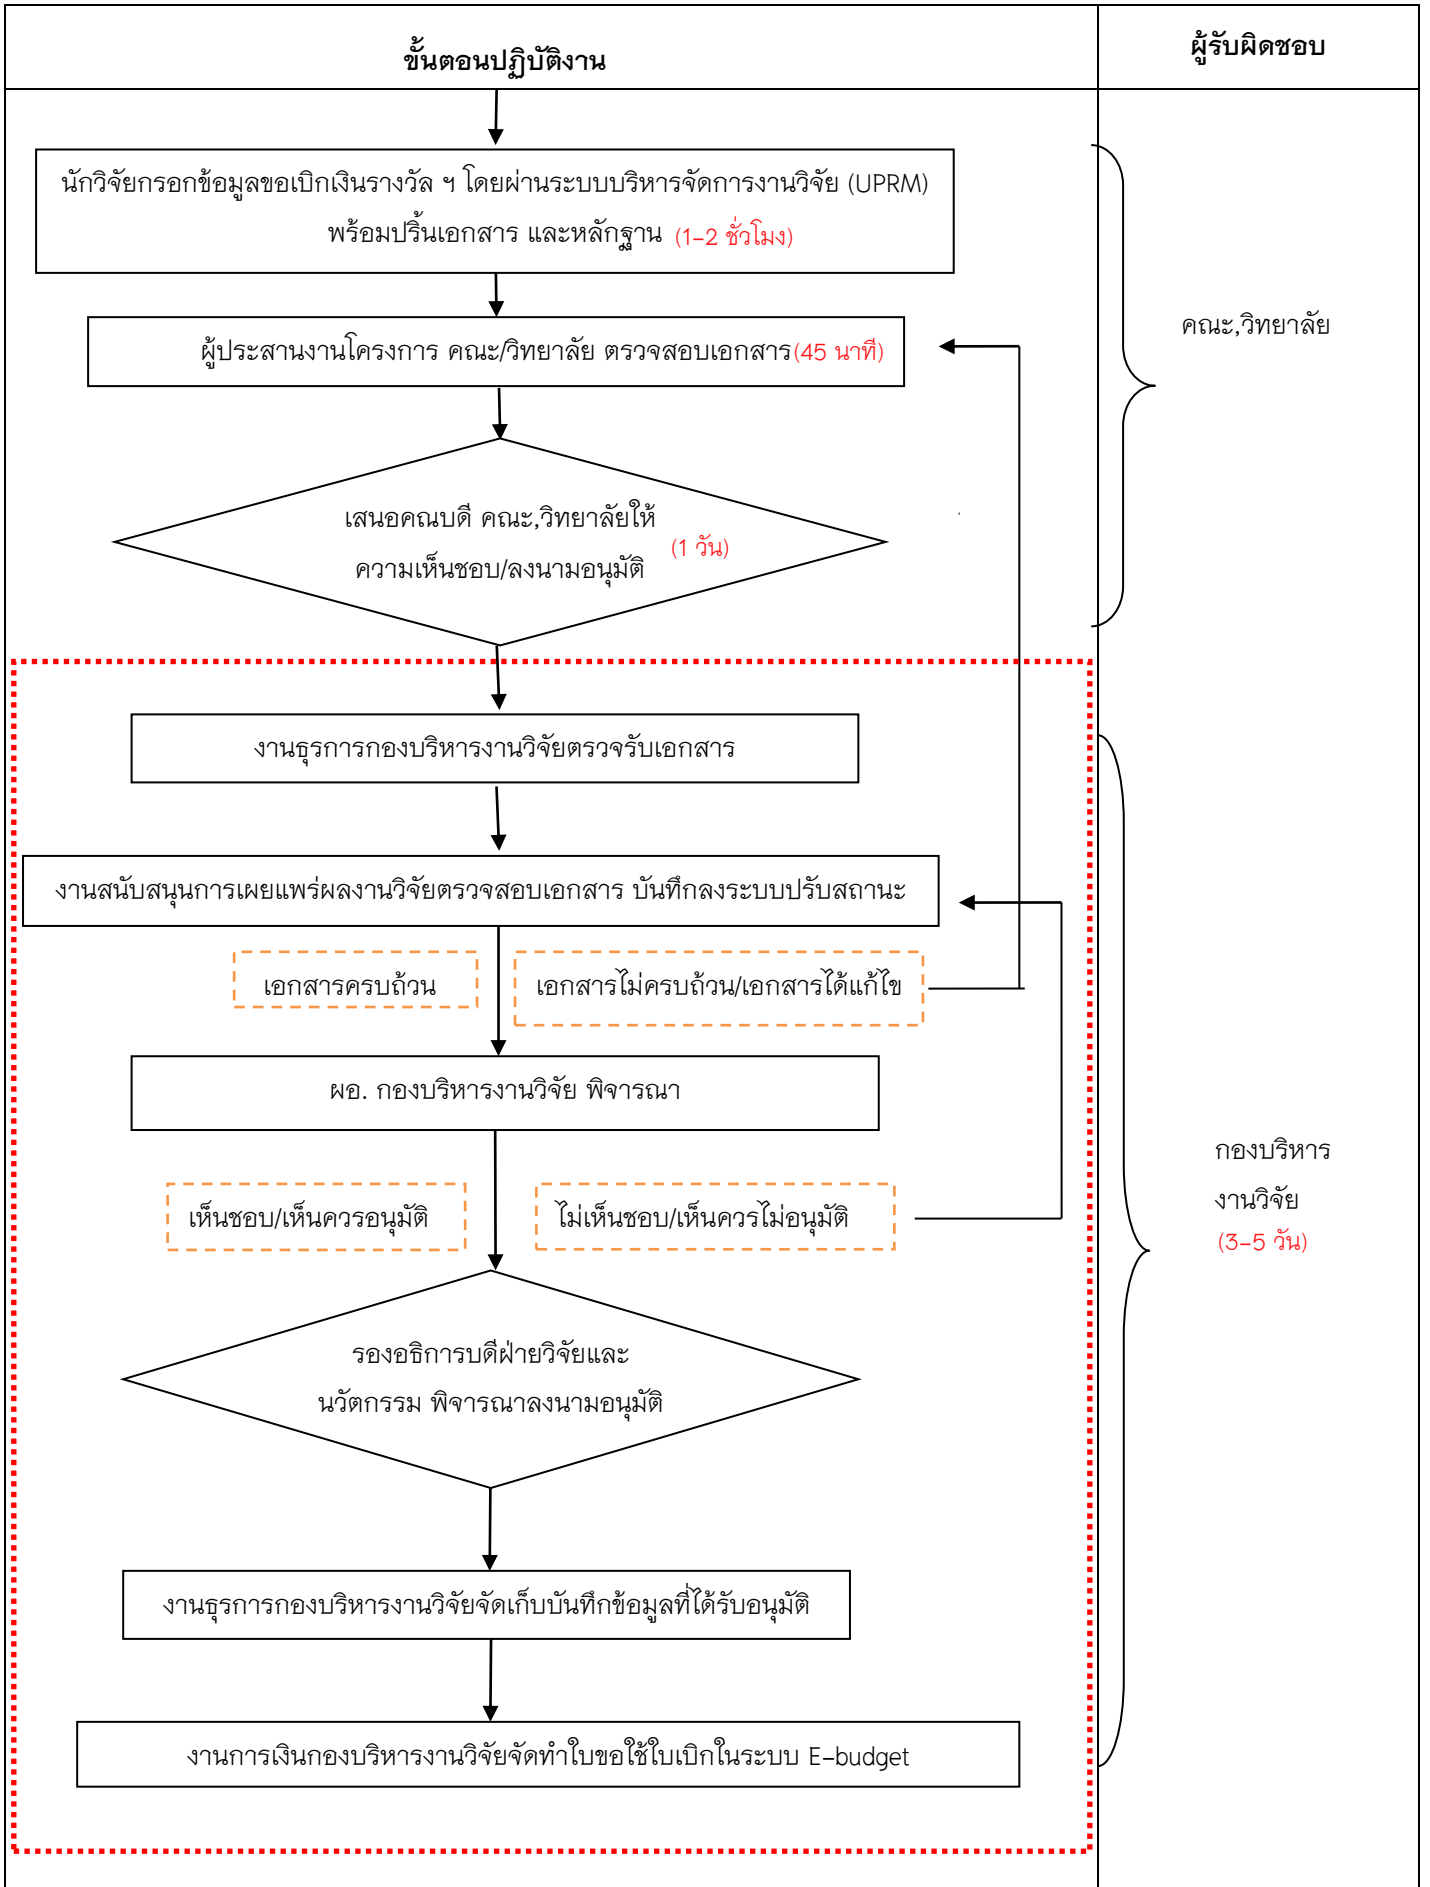 ขั้นตอนปฏิบัติงาน
ผู้รับผิดชอบ
นักวิจัยกรอกข้อมูลขอเบิกเงินรางวัล ฯ โดยผ่านระบบบริหารจัดการงานวิจัย (UPRM)
พร้อมปริ้นเอกสาร และหลักฐาน (1-2 ชั่วโมง)
ผู้ประสานงานโครงการ คณะ/วิทยาลัย ตรวจสอบเอกสาร(45 นาที)
คณะ,วิทยาลัย
เสนอคณบดี คณะ,วิทยาลัยให้
ความเห็นชอบ/ลงนามอนุมัติ (1 วัน)
งานธุรการกองบริหารงานวิจัยตรวจรับเอกสาร
งานสนับสนุนการเผยแพร่ผลงานวิจัยตรวจสอบเอกสาร บันทึกลงระบบปรับสถานะ
เอกสารครบถ้วน
เอกสารไม่ครบถ้วน/เอกสารได้แก้ไข
ผอ. กองบริหารงานวิจัย พิจารณา
เห็นชอบ/เห็นควรอนุมัติ
ไม่เห็นชอบ/เห็นควรไม่อนุมัติ
กองบริหาร
งานวิจัย
(3-5 วัน)
รองอธิการบดีฝ่ายวิจัยและ
นวัตกรรม พิจารณาลงนามอนุมัติ
งานธุรการกองบริหารงานวิจัยจัดเก็บบันทึกข้อมูลที่ได้รับอนุมัติ
งานการเงินกองบริหารงานวิจัยจัดทำใบขอใช้ใบเบิกในระบบ E-budget